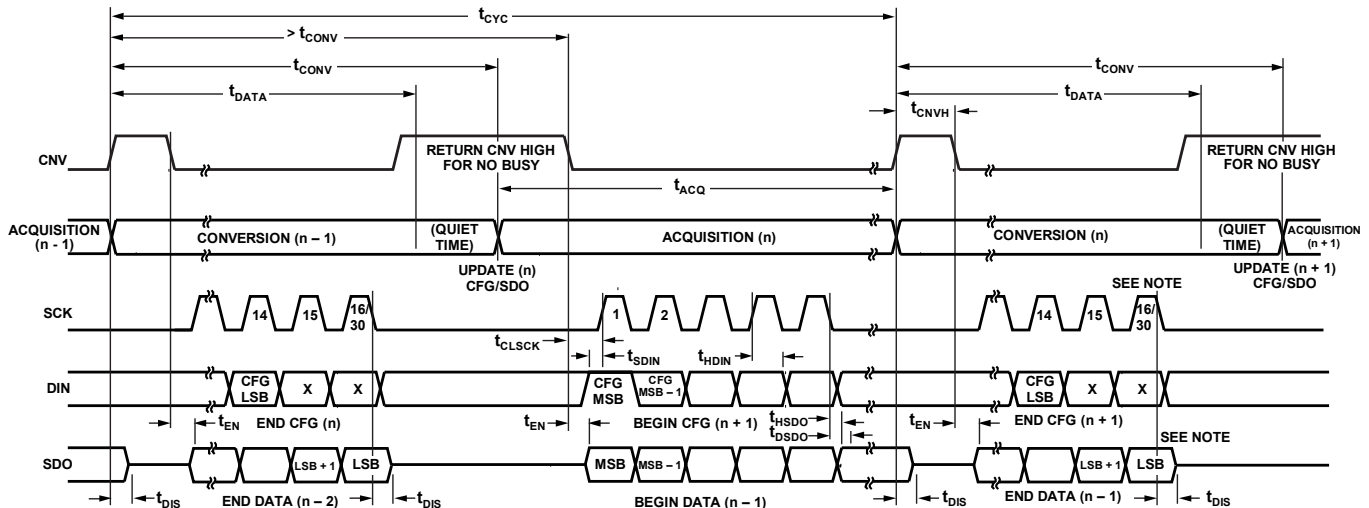 tCYC
> tCONV
tCONV
tCONV
tDATA
tDATA
tCNVH
CNV
RETURN CNV HIGH
FOR NO BUSY
RETURN CNV HIGH
FOR NO BUSY
tACQ
ACQUISITION
(n - 1)
CONVERSION (n – 1)
(QUIET
TIME)
ACQUISITION (n)
CONVERSION (n)
(QUIET
TIME)
ACQUISITION
(n + 1)
UPDATE (n)
CFG/SDO
UPDATE (n + 1)
CFG/SDO
SEE NOTE
SCK
14
15
16/
30
1
2
14
15
16/
30
tCLSCK
tSDIN
tHDIN
DIN
CFG
LSB
X
X
CFG
MSB
CFG
MSB – 1
CFG
LSB
X
X
tEN
END CFG (n)
tEN
BEGIN CFG (n + 1)
tHSDO
tDSDO
tEN
END CFG (n + 1)
SEE NOTE
SDO
LSB + 1
LSB
MSB
MSB – 1
LSB + 1
LSB
tDIS
END DATA (n – 2)
tDIS
BEGIN DATA (n – 1)
tDIS
END DATA (n – 1)
tDIS